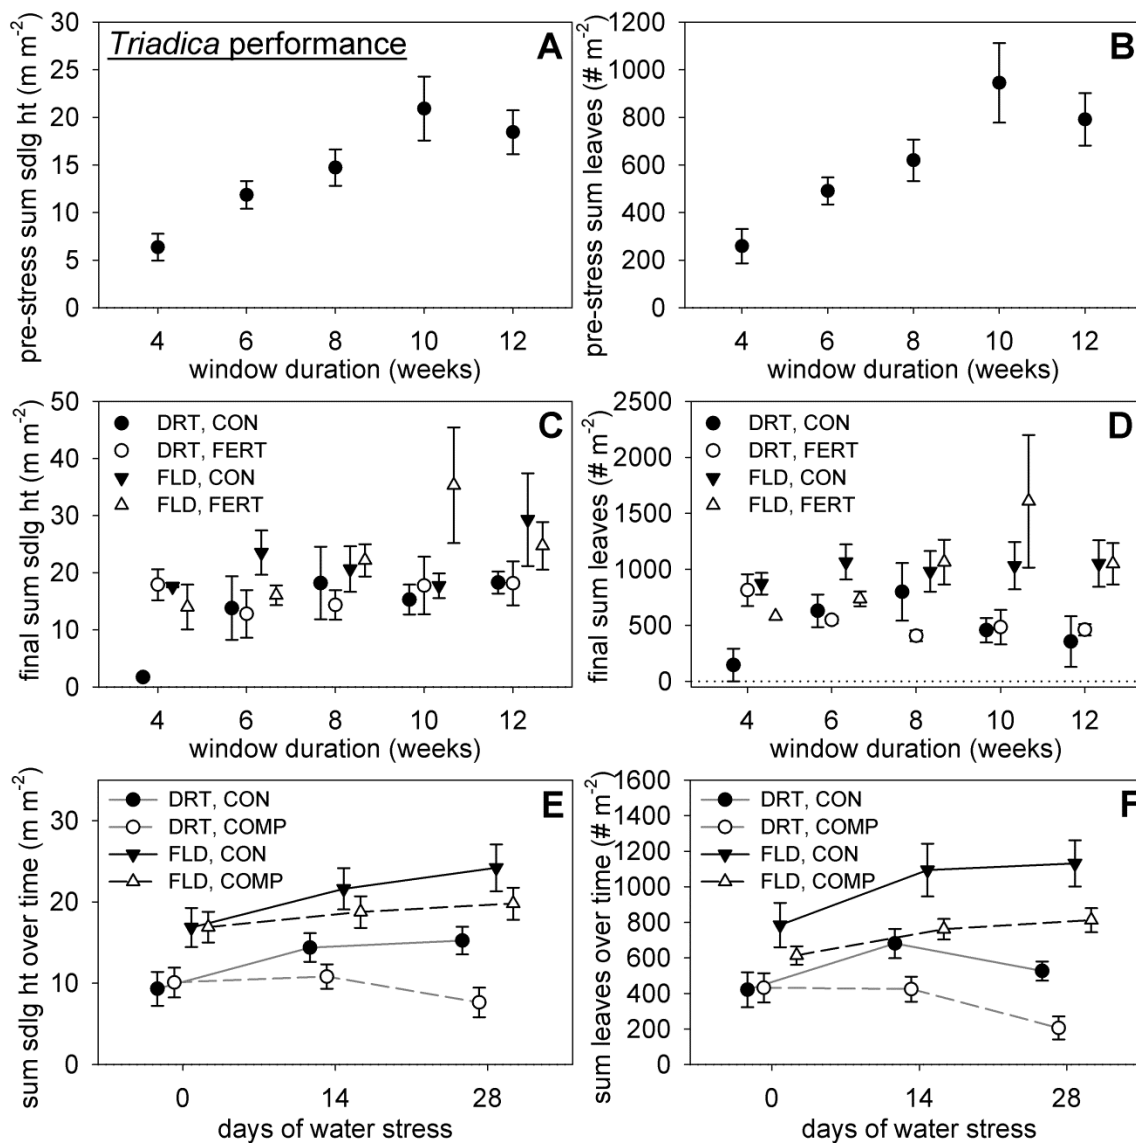 Triadica performance
A
pre-stress sum sdlg ht (m m-2)
30
25
20
15
10
5
0
4 6 8 10 12
window duration (weeks)
B
pre-stress sum leaves (# m-2)
1200
1000
800
600
400
200
0
4 6 8 10 12
window duration (weeks)
C
final sum sdlg ht (m m-2)
50
40
30
20
10
0
DRT, CON
DRT, FERT
FLD, CON
FLD, FERT
4 6 8 10 12
window duration (weeks)
D
final sum leaves (# m-2)
2500
2000
1500
1000
500
0
DRT, CON
DRT, FERT
FLD, CON
FLD, FERT
4 6 8 10 12
window duration (weeks)
E
sum sdlg ht over time (m m-2)
30
20
10
0
DRT, CON
DRT, COMP
FLD, CON
FLD, COMP
0 14 28
days of water stress
F
sum leaves over time (# m-2)
1600
1400
1200
1000
800
600
400
200
0
DRT, CON
DRT, COMP
FLD, CON
FLD, COMP
0 14 28
days of water stress